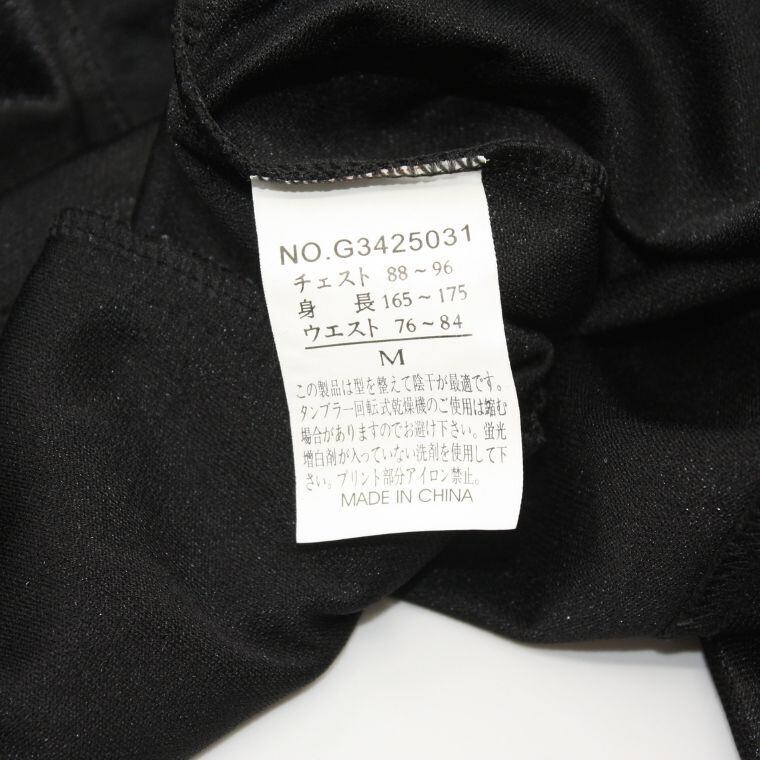 NO.G3425031
チェスト 88~96
身 長 165~175
ウエスト 76~84
M
この製品は型を整えて陰干が最適です。
タンブラー回転式乾燥機のご使用は縮む
場合がありますのでお避け下さい。蛍光
増白剤が入っていない洗剤を使用して下
さい。プリント部分アイロン禁止。
MADE IN CHINA